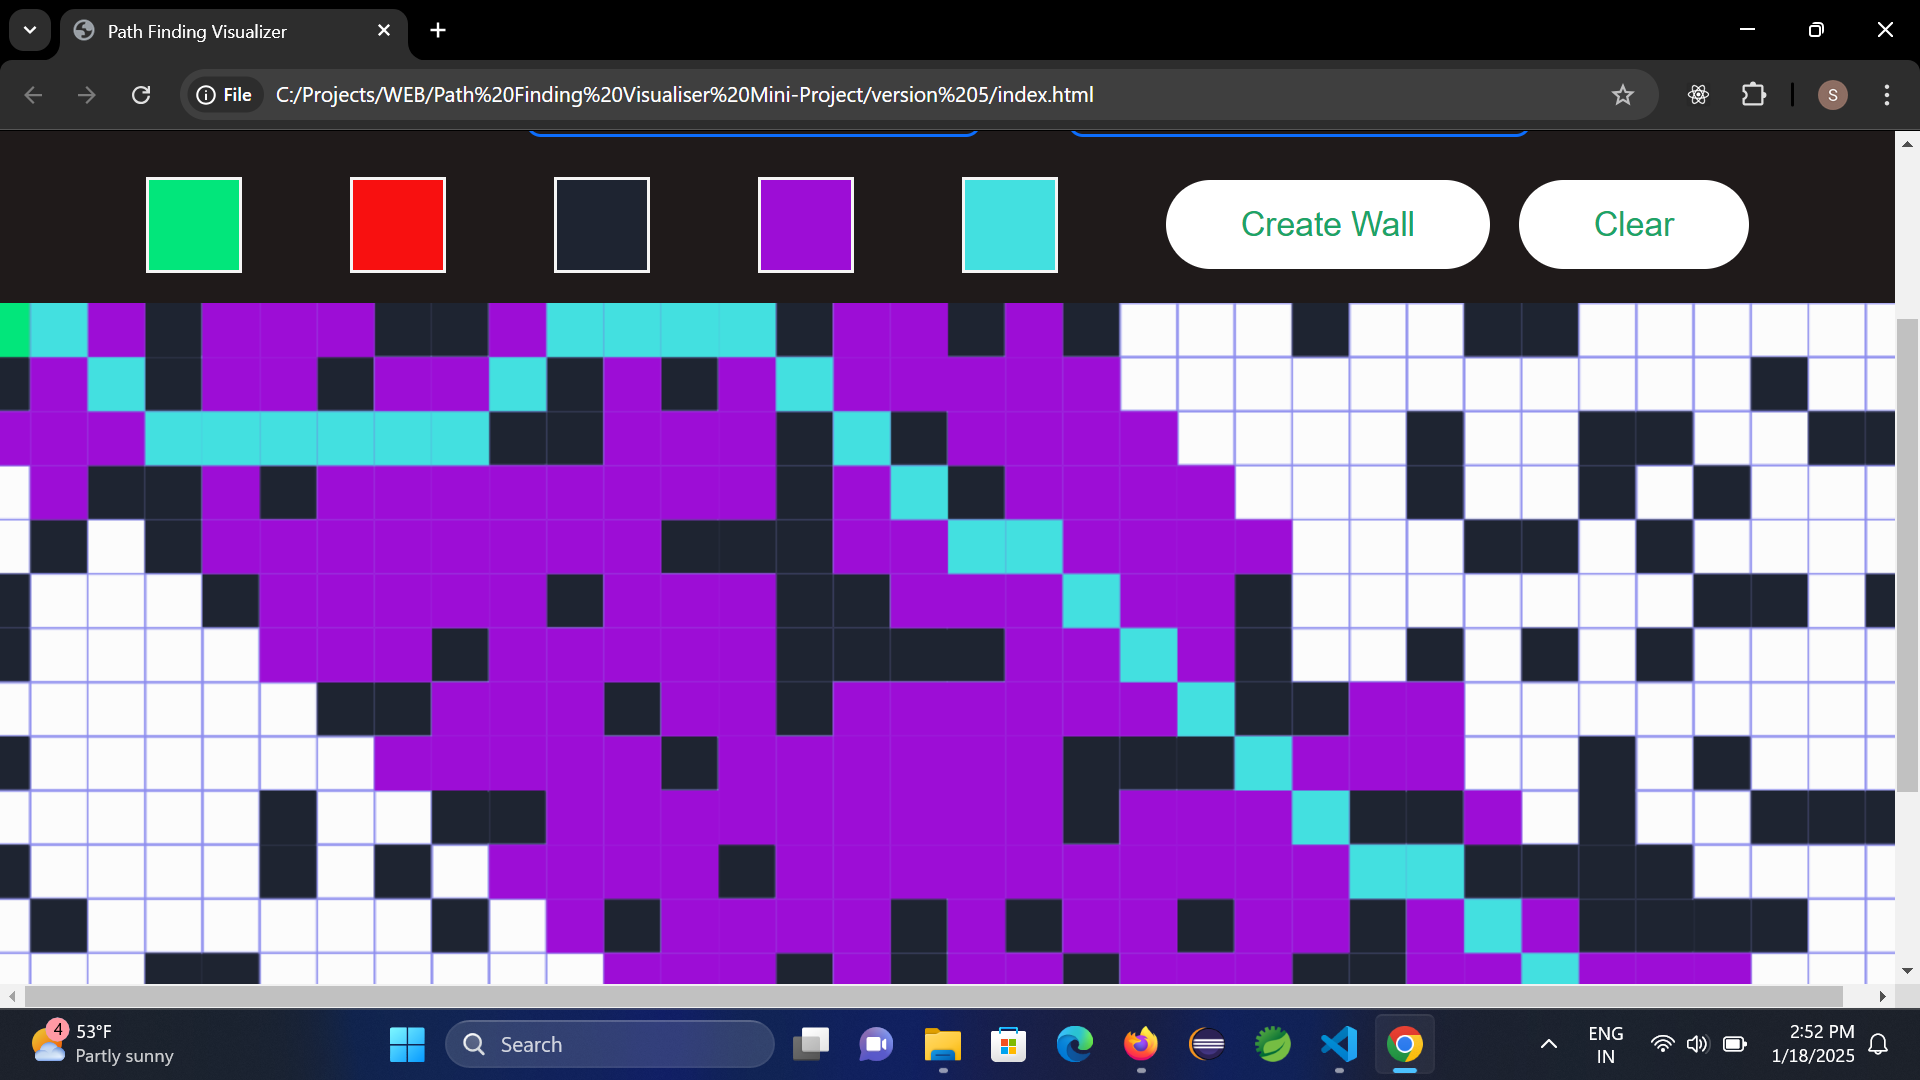 Path Finding Visualizer
File
C:/Projects/WEB/Path%20Finding%20Visualiser%20Mini-Project/version%205/index.html
S
Create Wall
Clear
4
53°F
Partly sunny
Search
ENG
IN
2:52 PM
1/18/2025